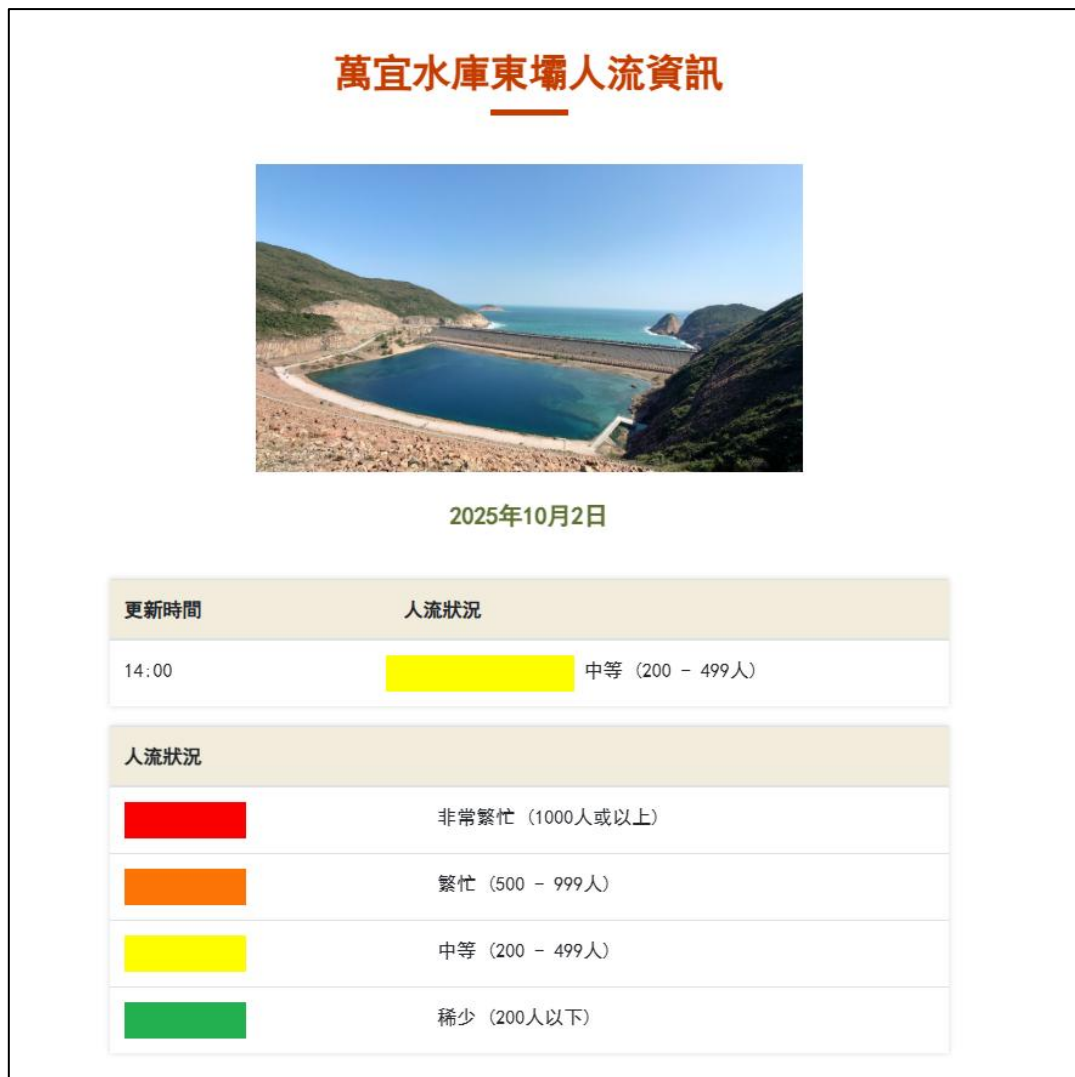 萬宜水庫東壩人流資訊
2025年10月2日
更新時間 人流狀況
14:00 中等 (200 - 499人)
人流狀況
非常繁忙 (1000人或以上)
繁忙 (500 - 999人)
中等 (200 - 499人)
稀少 (200人以下)